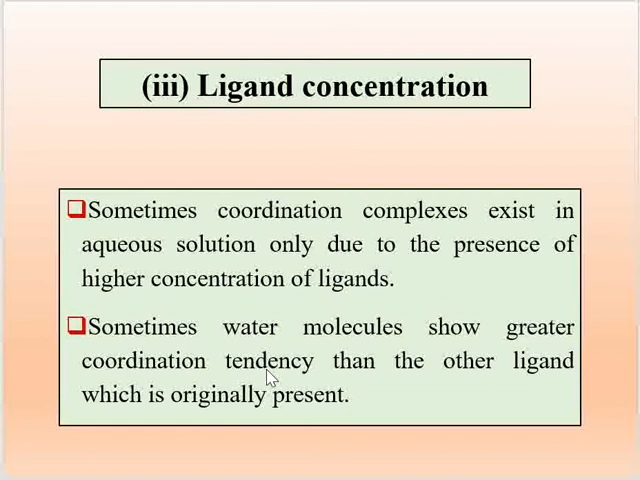 (iii) Ligand concentration
❑Sometimes coordination complexes exist in
aqueous solution only due to the presence of
higher concentration of ligands.
❑Sometimes water molecules show greater
coordination tendency than the other ligand
which is originally present.